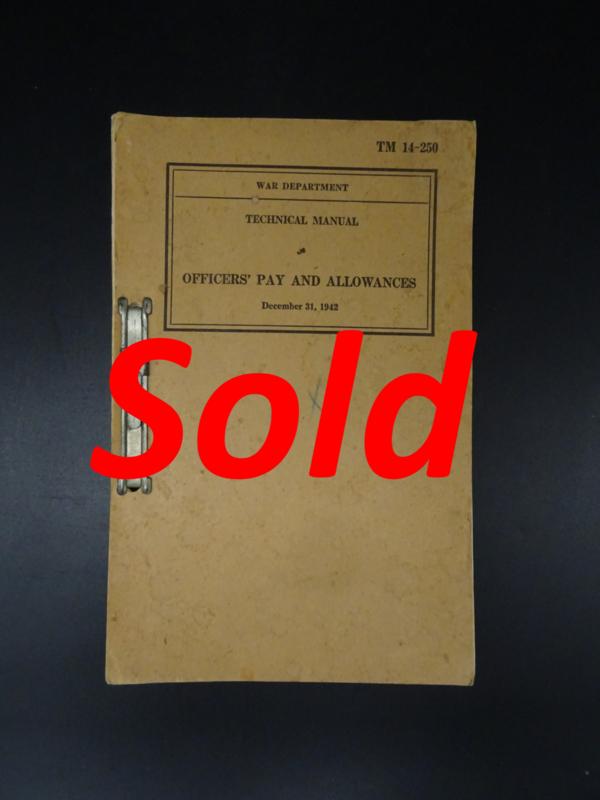 TM 14-250
WAR DEPARTMENT
TECHNICAL MANUAL
OFFICERS' PAY AND ALLOWANCES
December 31, 1942
Sold